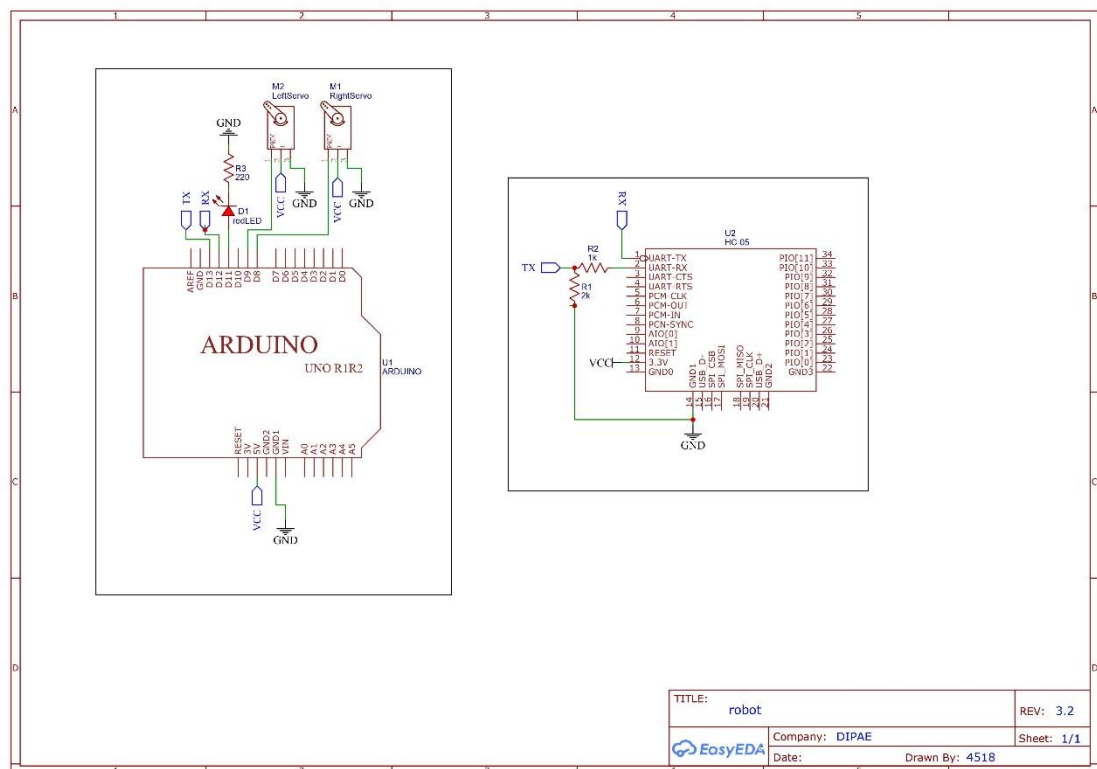 1 2 3 4 5
A
B
C
D
M2
LeftServo
M1
RightServo
GND
R3
220
D1
redLED
TX
RX
VCC
GND
VCC
GND
1 2 3
1 2 3
AREF
GND
D13
D12
D11
D10
D9
D8
D7
D6
D5
D4
D3
D2
D1
D0
ARDUINO
UNO R1R2
U1
ARDUINO
RESET
3V
5V
GND2
GND1
VIN
A0
A1
A2
A3
A4
A5
VCC
GND
RX
U2
HC 05
TX
R2
1k
R1
2k
1 UART-TX
2 UART-RX
3 UART-CTS
4 UART-RTS
5 PCM-CLK
6 PCM-OUT
7 PCM-IN
8 PCN-SYNC
9 AIO[0]
10 AIO[1]
11 RESET
VCC 12 3.3V
13 GND0
PIO[11] 34
PIO[10] 33
PIO[9] 32
PIO[8] 31
PIO[7] 30
PIO[6] 29
PIO[5] 28
PIO[4] 27
PIO[3] 26
PIO[2] 25
PIO[1] 24
PIO[0] 23
GND3 22
GND1 14
USB_D- 15
SPI_CSB 16
SPI_MOSI 17
SPI_MISO 18
SPI_CLK 19
USB_D+ 20
GND2 21
GND
A
B
C
D
TITLE:
robot
REV: 3.2
EasyEDA
Company: DIPAE
Sheet: 1/1
Date:
Drawn By: 4518